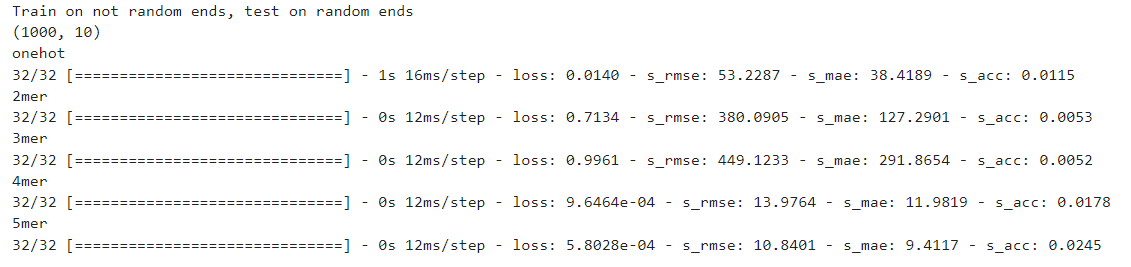 Train on not random ends, test on random ends
(1000, 10)
onehot
32/32 [==============================] - 1s 16ms/step - loss: 0.0140 - s_rmse: 53.2287 - s_mae: 38.4189 - s_acc: 0.0115
2mer
32/32 [==============================] - 0s 12ms/step - loss: 0.7134 - s_rmse: 380.0905 - s_mae: 127.2901 - s_acc: 0.0053
3mer
32/32 [==============================] - 0s 12ms/step - loss: 0.9961 - s_rmse: 449.1233 - s_mae: 291.8654 - s_acc: 0.0052
4mer
32/32 [==============================] - 0s 12ms/step - loss: 9.6464e-04 - s_rmse: 13.9764 - s_mae: 11.9819 - s_acc: 0.0178
5mer
32/32 [==============================] - 0s 12ms/step - loss: 5.8028e-04 - s_rmse: 10.8401 - s_mae: 9.4117 - s_acc: 0.0245